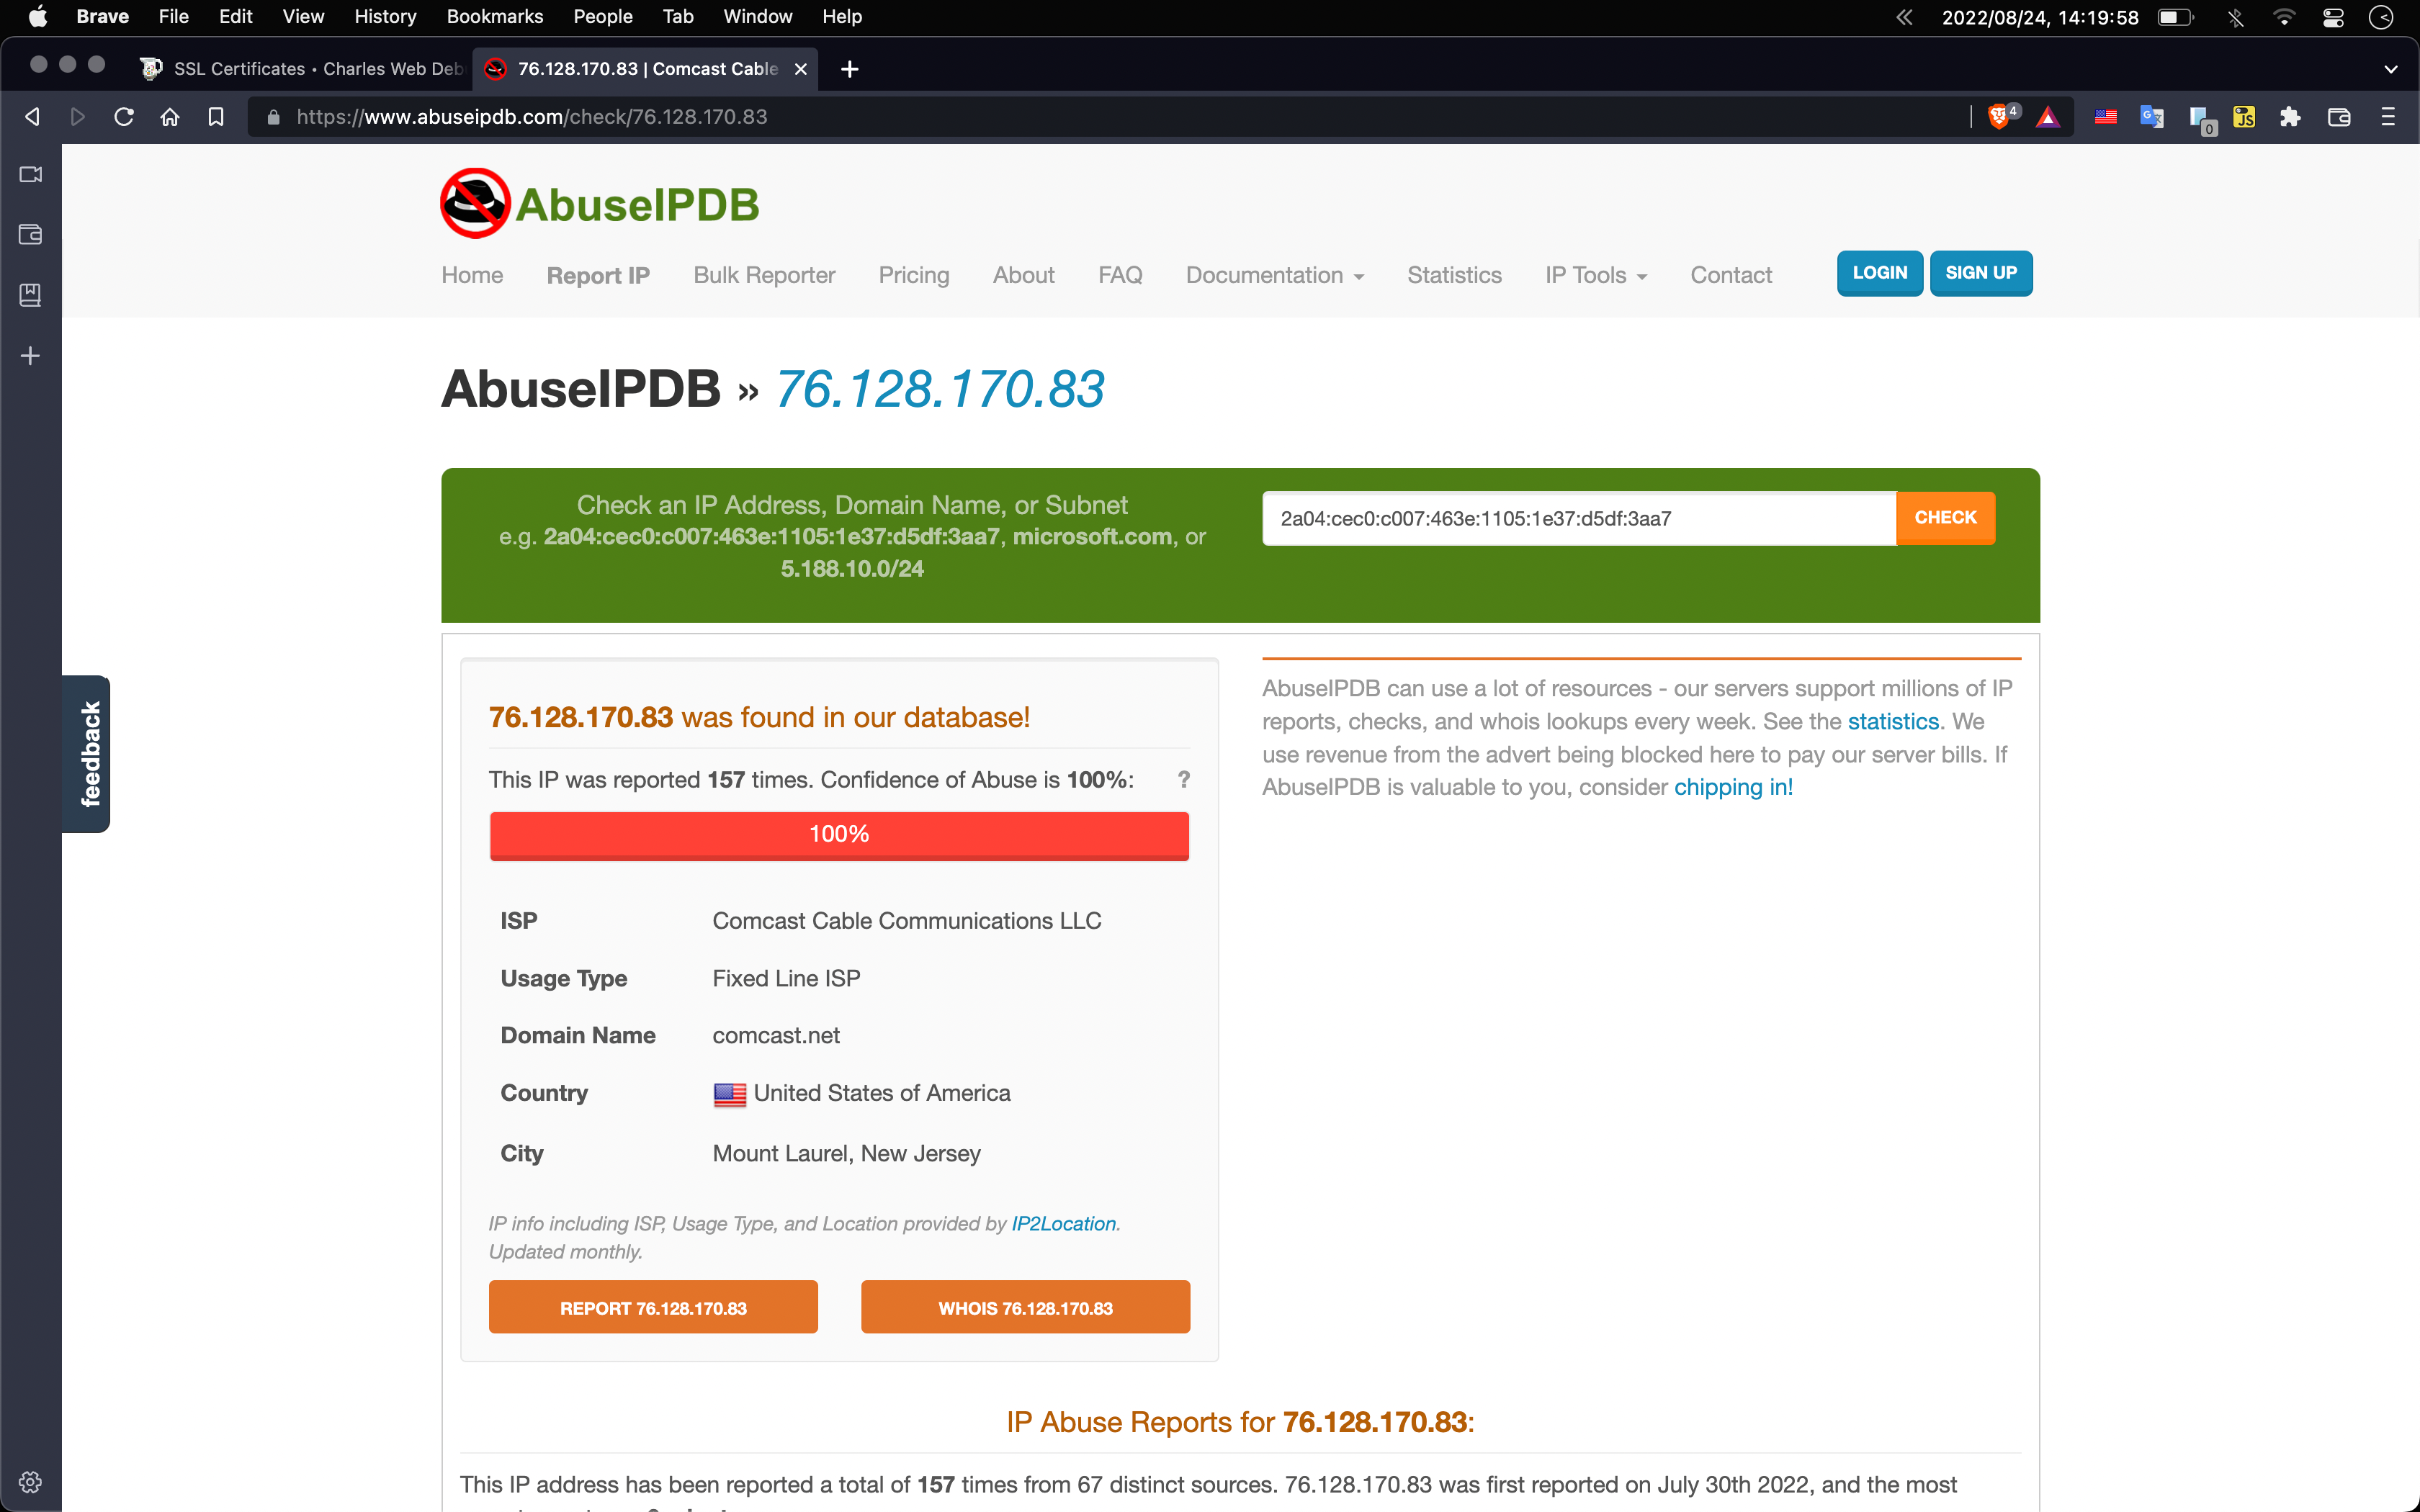 Brave File Edit View History Bookmarks People Tab Window Help 2022/08/24, 14:19:58
SSL Certificates • Charles Web Deb
76.128.170.83 | Comcast Cable
https://www.abuseipdb.com/check/76.128.170.83
4
0
JS
AbuseIPDB
Home Report IP Bulk Reporter Pricing About FAQ Documentation Statistics IP Tools Contact LOGIN SIGN UP
AbuseIPDB » 76.128.170.83
Check an IP Address, Domain Name, or Subnet
e.g. 2a04:cec0:c007:463e:1105:1e37:d5df:3aa7, microsoft.com, or
5.188.10.0/24
2a04:cec0:c007:463e:1105:1e37:d5df:3aa7 CHECK
feedback
76.128.170.83 was found in our database!
This IP was reported 157 times. Confidence of Abuse is 100%: ?
100%
ISP Comcast Cable Communications LLC
Usage Type Fixed Line ISP
Domain Name comcast.net
Country United States of America
City Mount Laurel, New Jersey
IP info including ISP, Usage Type, and Location provided by IP2Location.
Updated monthly.
REPORT 76.128.170.83 WHOIS 76.128.170.83
AbuseIPDB can use a lot of resources - our servers support millions of IP
reports, checks, and whois lookups every week. See the statistics. We
use revenue from the advert being blocked here to pay our server bills. If
AbuseIPDB is valuable to you, consider chipping in!
IP Abuse Reports for 76.128.170.83:
This IP address has been reported a total of 157 times from 67 distinct sources. 76.128.170.83 was first reported on July 30th 2022, and the most